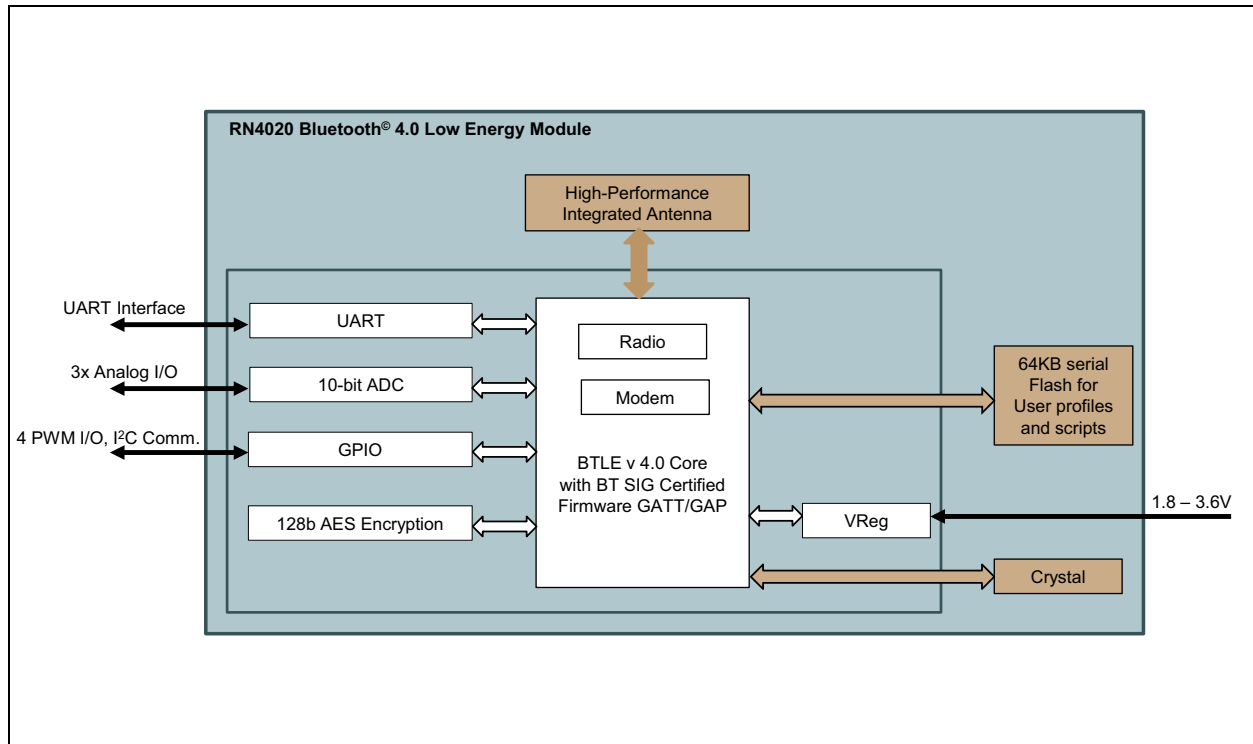 RN4020 Bluetooth© 4.0 Low Energy Module
High-Performance
Integrated Antenna
UART Interface
UART
3x Analog I/O
10-bit ADC
4 PWM I/O, I²C Comm.
GPIO
128b AES Encryption
Radio
Modem
BTLE v 4.0 Core
with BT SIG Certified
Firmware GATT/GAP
64KB serial
Flash for
User profiles
and scripts
VReg
1.8 – 3.6V
Crystal